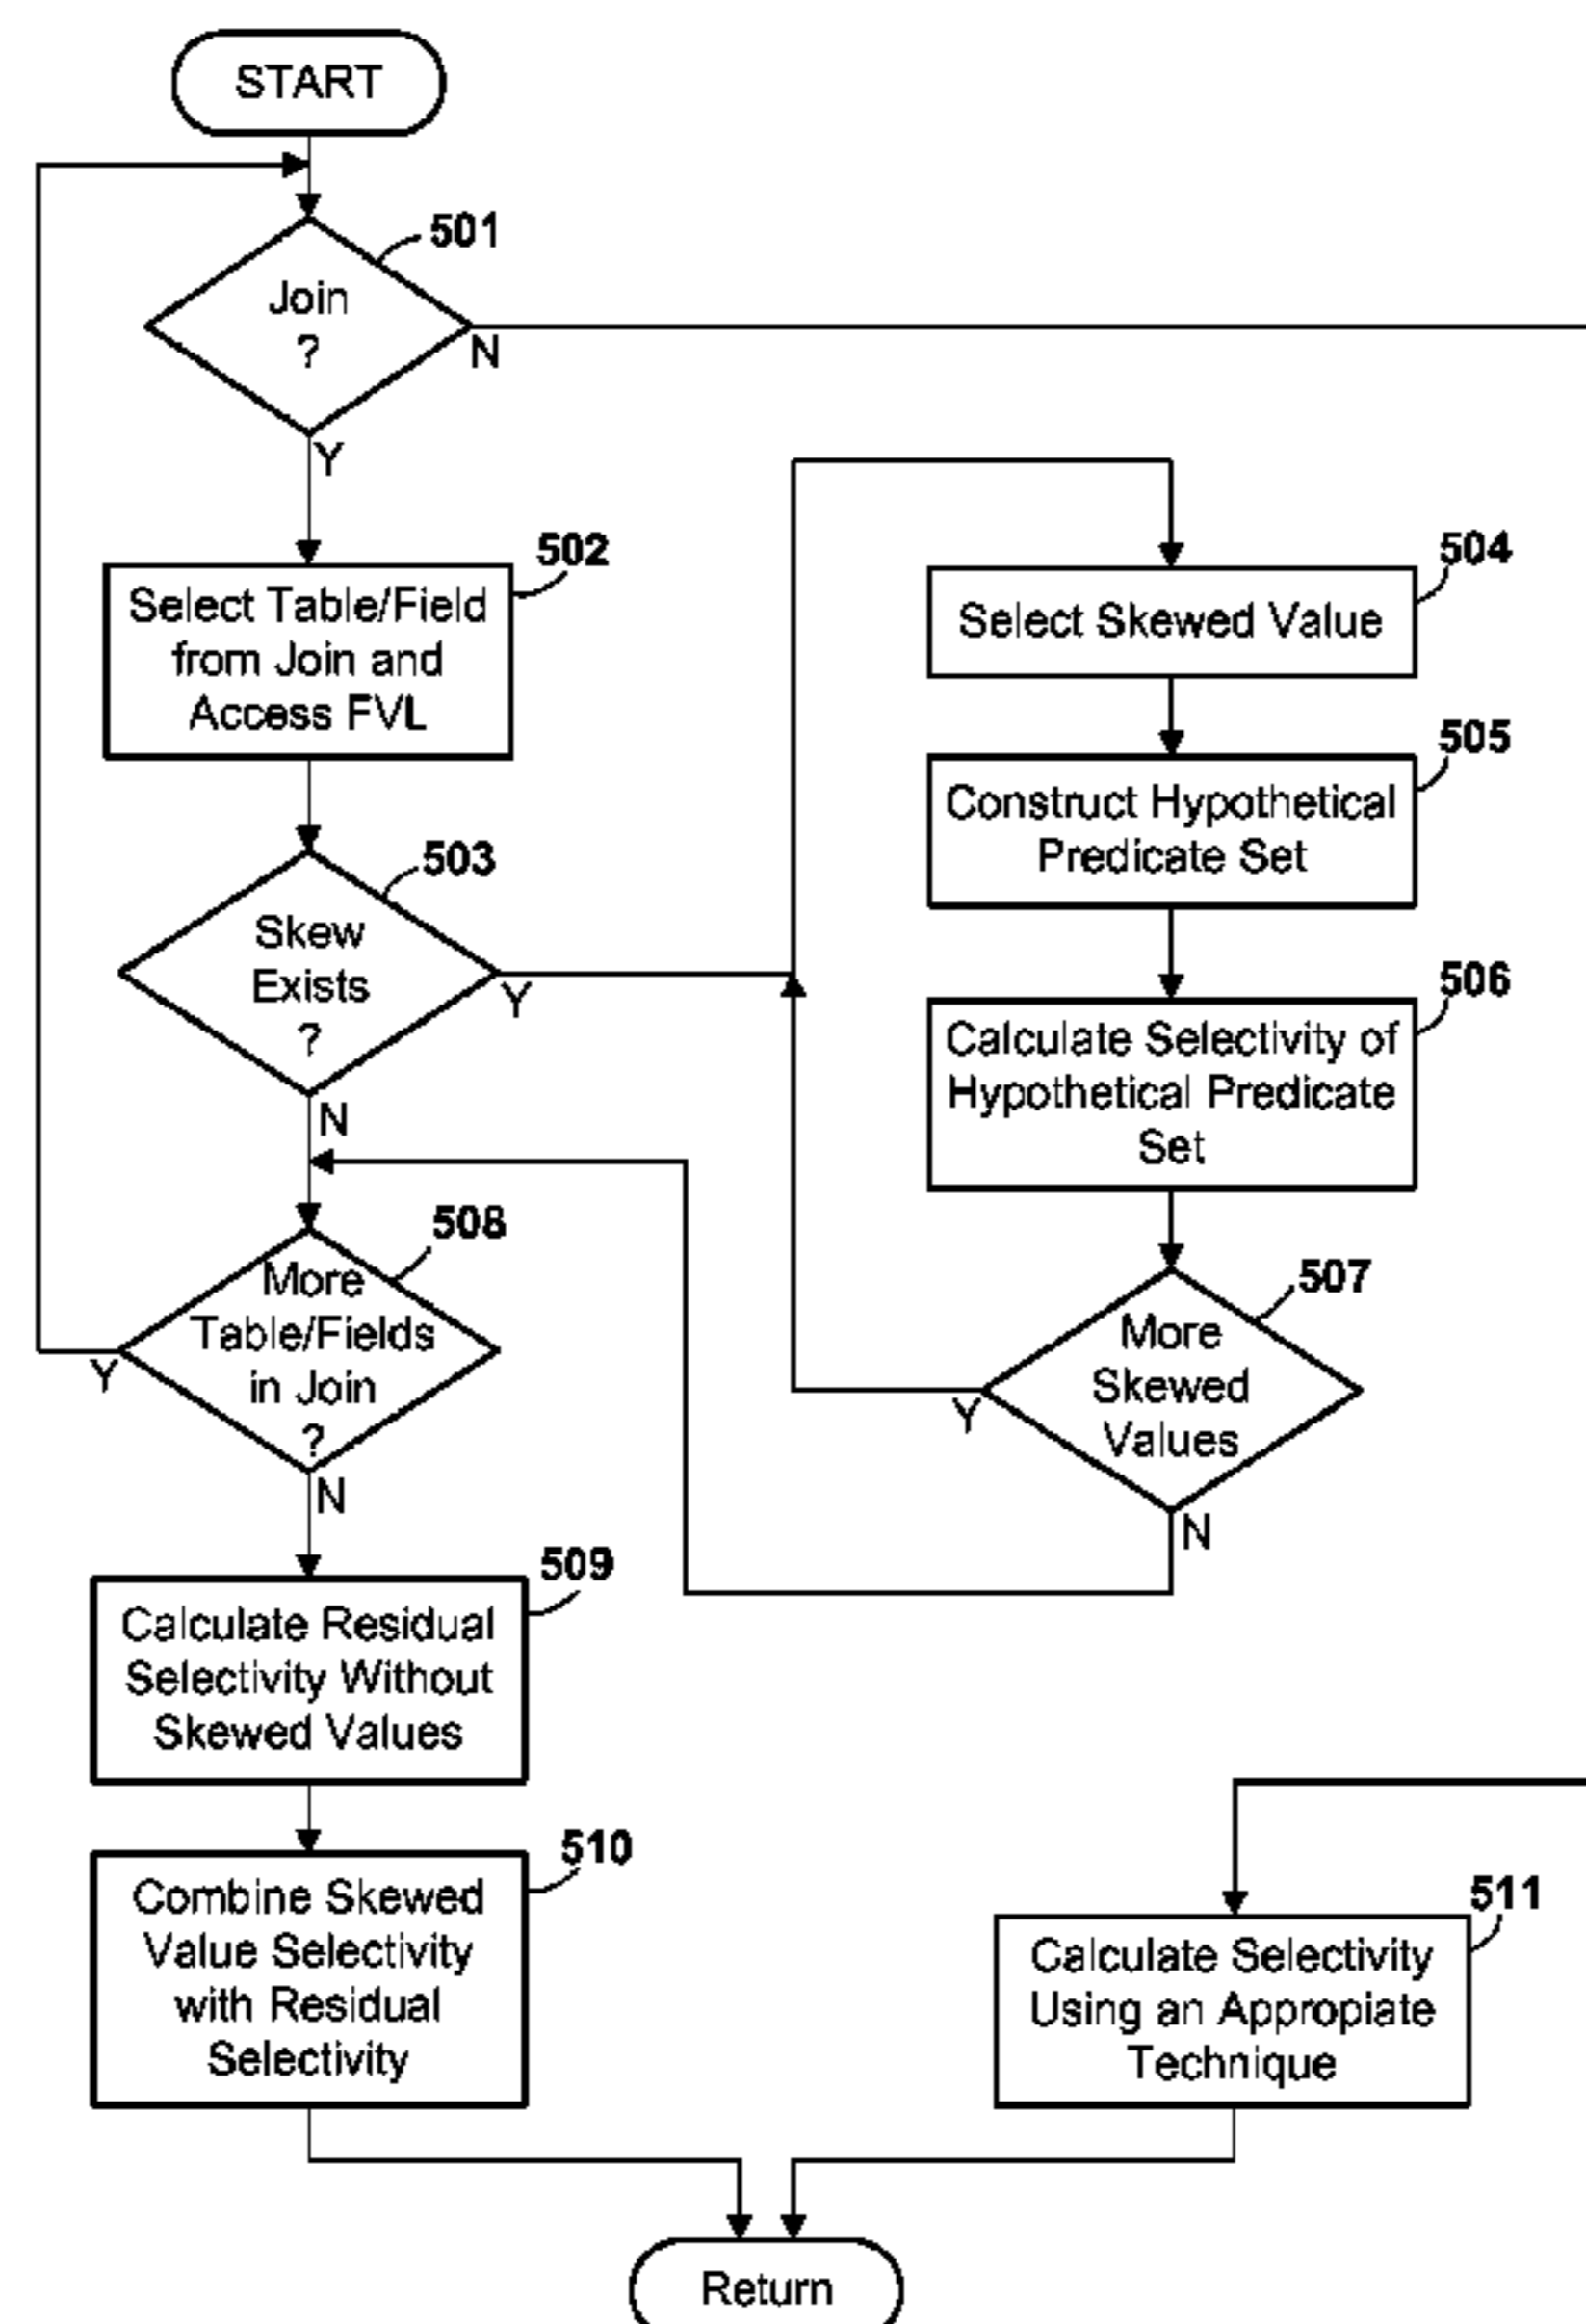 START
501
Join
?
N
Y
502
Select Table/Field
from Join and
Access FVL
503
Skew
Exists
?
Y
N
504
Select Skewed Value
505
Construct Hypothetical
Predicate Set
506
Calculate Selectivity of
Hypothetical Predicate
Set
507
More
Skewed
Values
Y
N
508
More
Table/Fields
in Join
?
Y
N
509
Calculate Residual
Selectivity Without
Skewed Values
510
Combine Skewed
Value Selectivity
with Residual
Selectivity
511
Calculate Selectivity
Using an Appropiate
Technique
Return